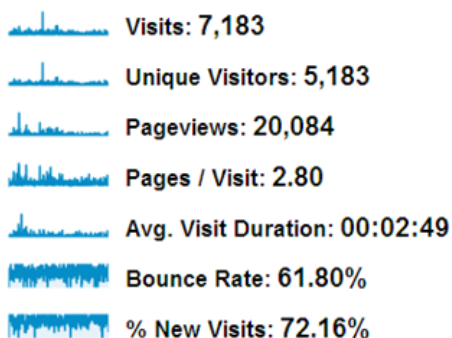 Visits: 7,183
Unique Visitors: 5,183
Pageviews: 20,084
Pages / Visit: 2.80
Avg. Visit Duration: 00:02:49
Bounce Rate: 61.80%
% New Visits: 72.16%